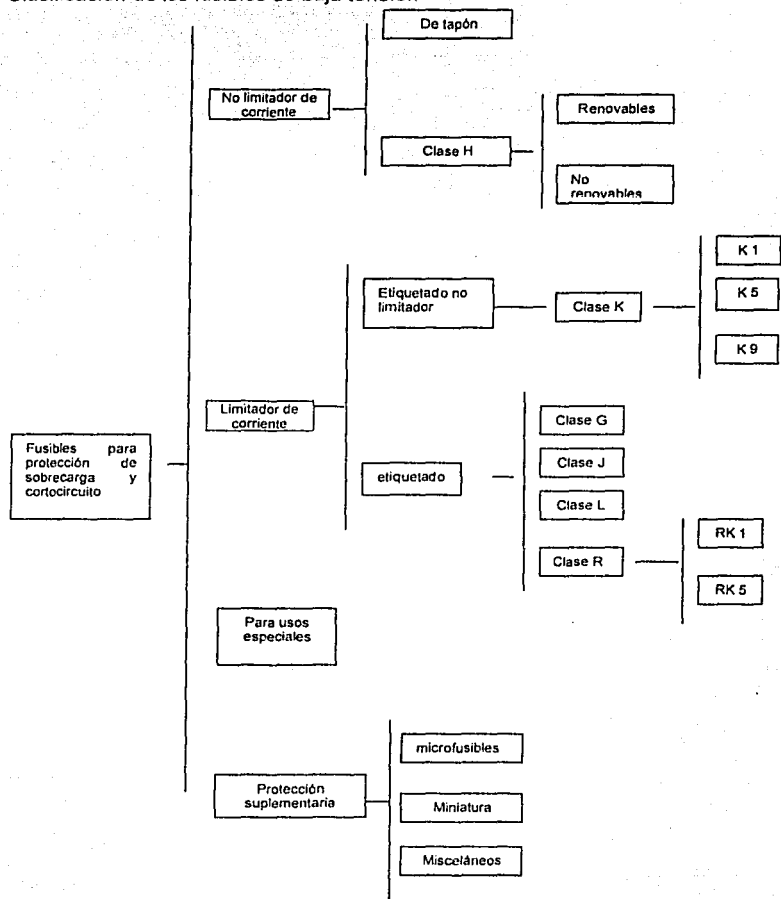 De tapón
No limitador de
corriente
Renovables
Clase H
No
renovables
K 1
Etiquetado no
limitador
Clase K
K 5
K 9
Limitador de
corriente
Clase G
Fusibles para
protección de
sobrecarga y
cortocircuito
etiquetado
Clase J
Clase L
Clase R
RK 1
RK 5
Para usos
especiales
microfusibles
Protección
suplementaria
Miniatura
Misceláneos